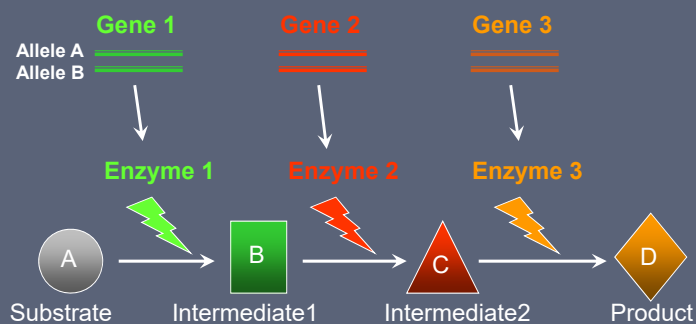 Gene 1 Gene 2 Gene 3
Allele A
Allele B
Enzyme 1 Enzyme 2 Enzyme 3
A B C D
Substrate Intermediate1 Intermediate2 Product